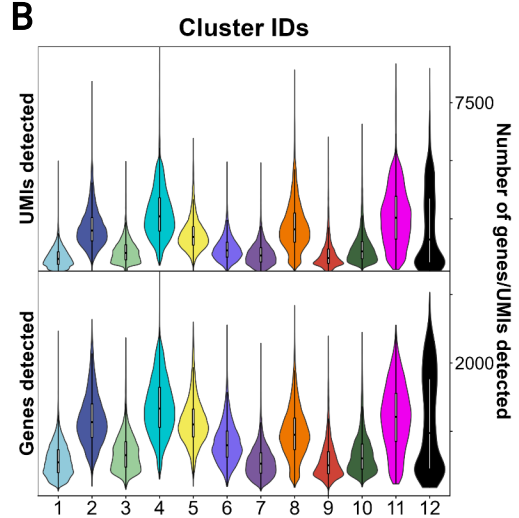 B
Cluster IDs
UMIs detected
7500
Number of genes/UMIs detected
Genes detected
2000
1 2 3 4 5 6 7 8 9 10 11 12